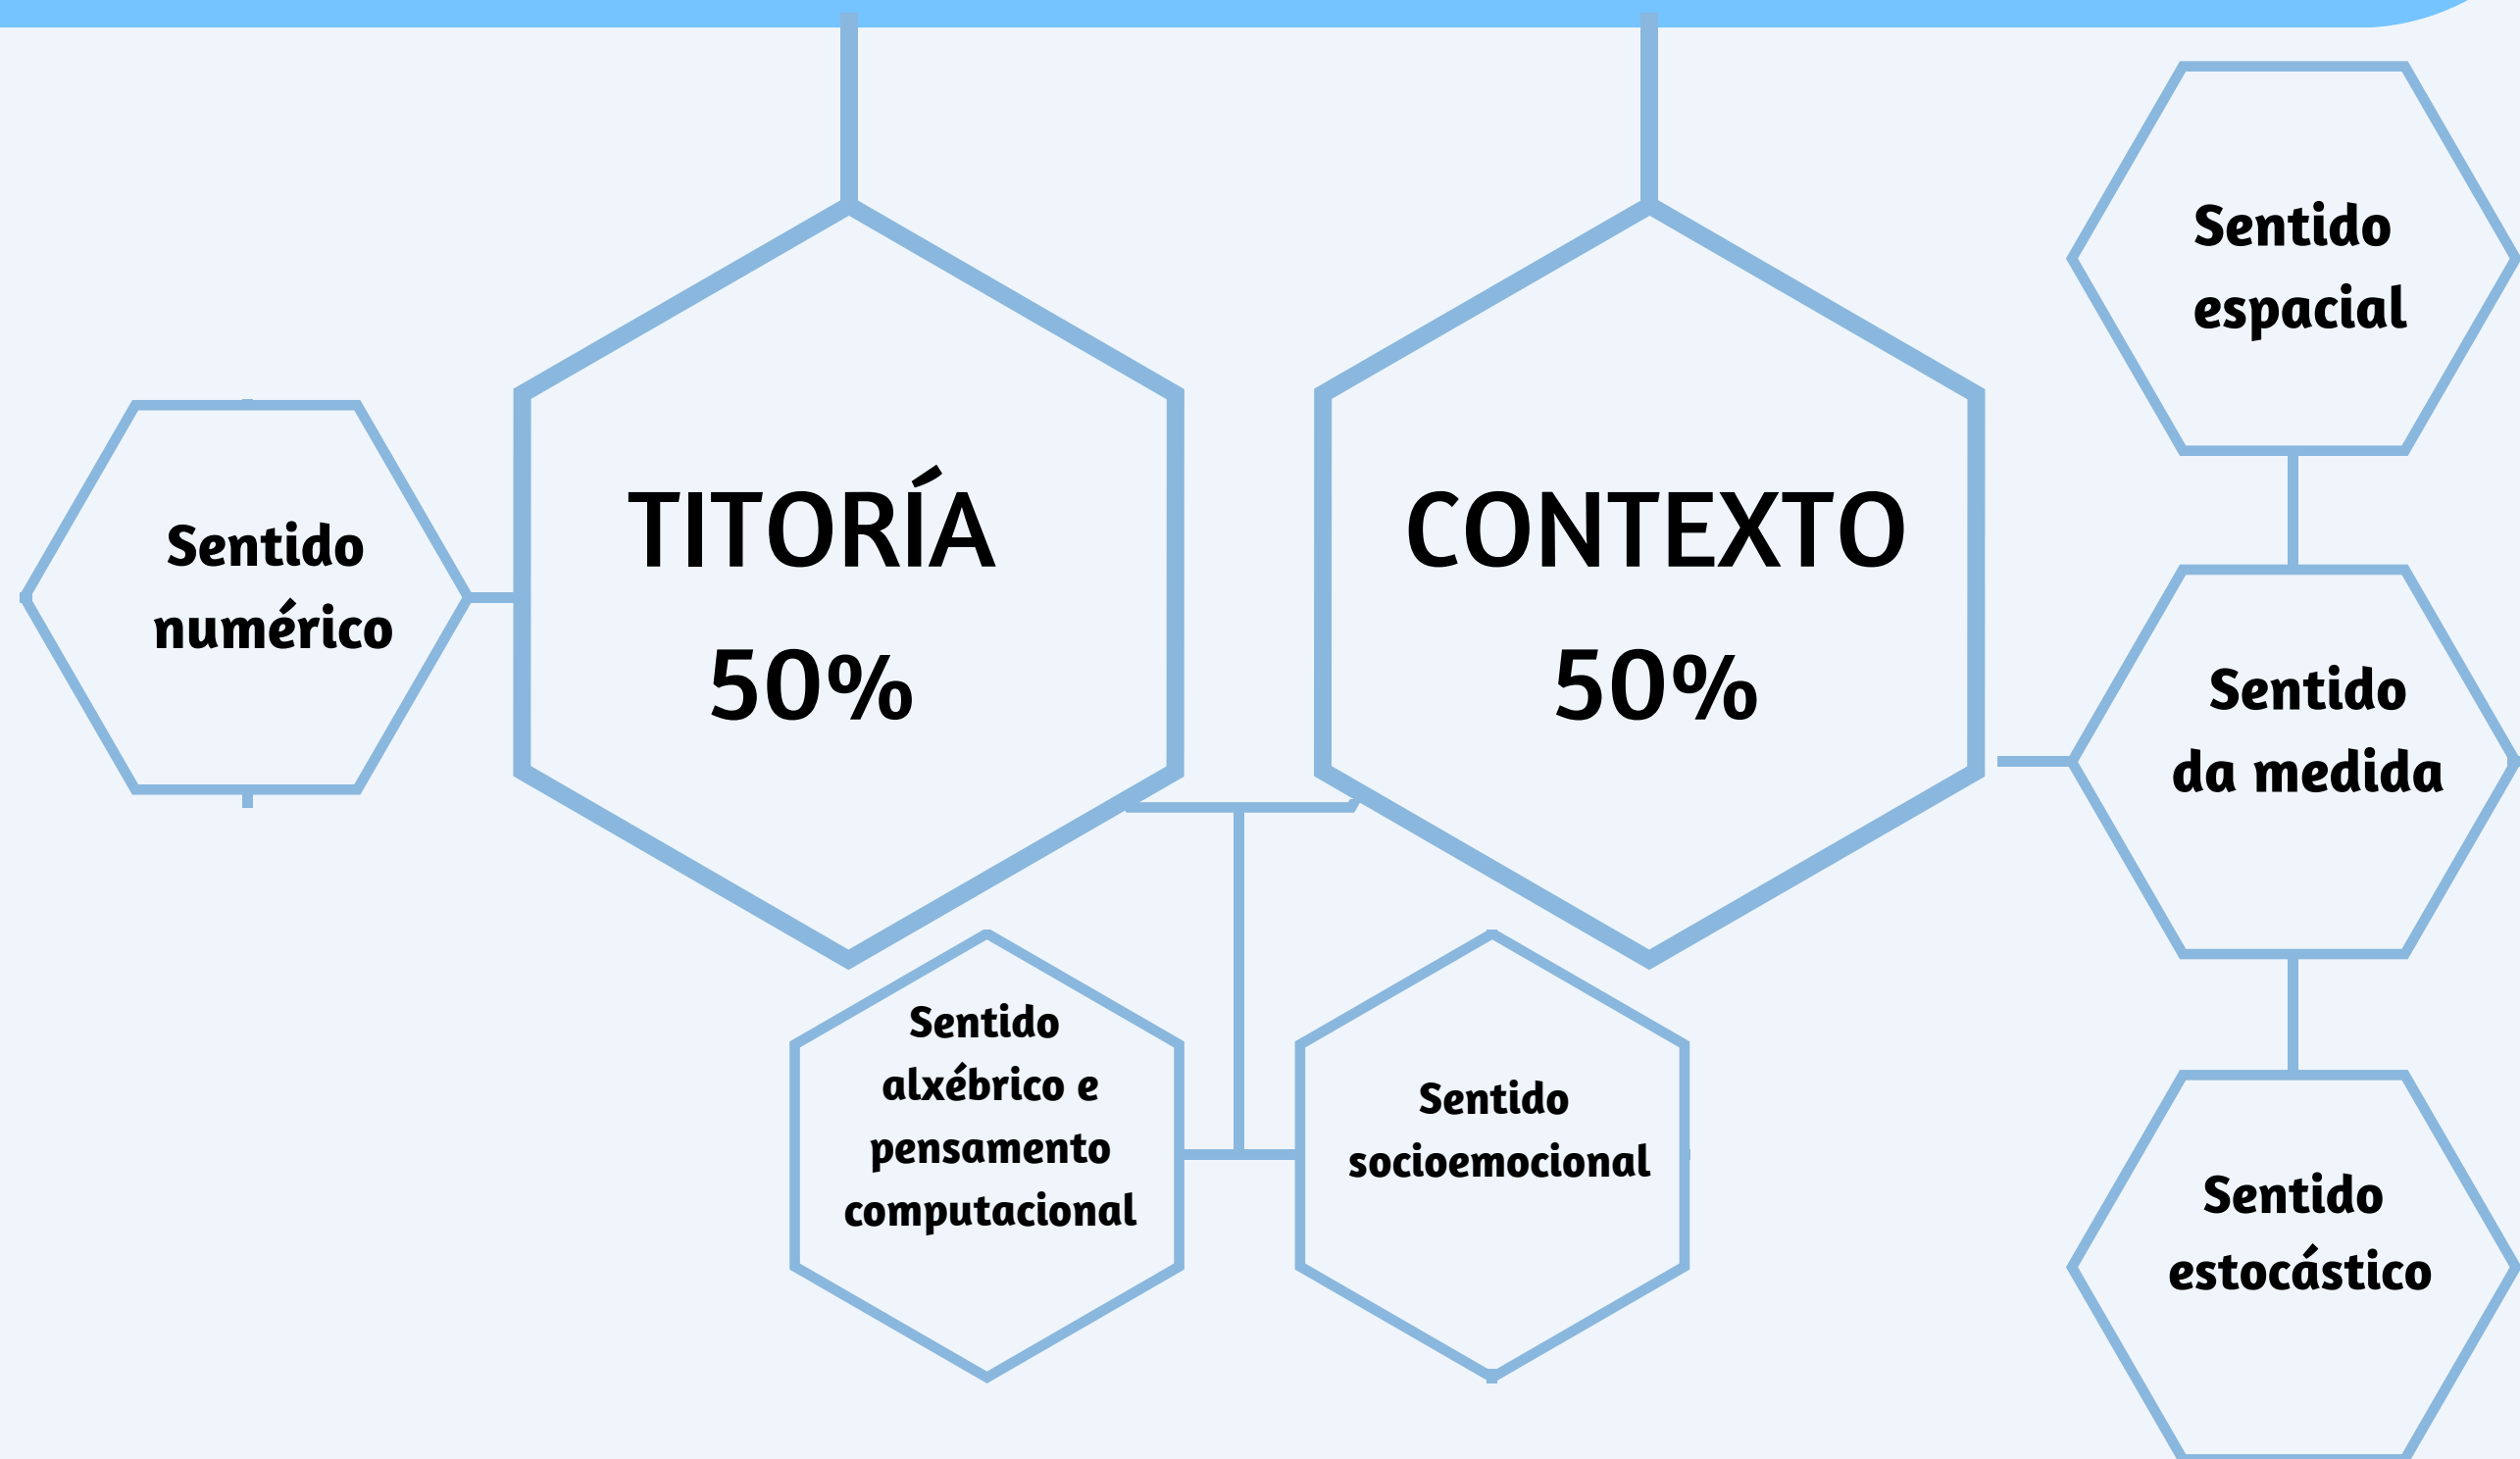 Sentido
numérico
TITORÍA
50%
CONTEXTO
50%
Sentido
espacial
Sentido
da medida
Sentido
estocástico
Sentido
alxébrico e
pensamento
computacional
Sentido
socioemocional